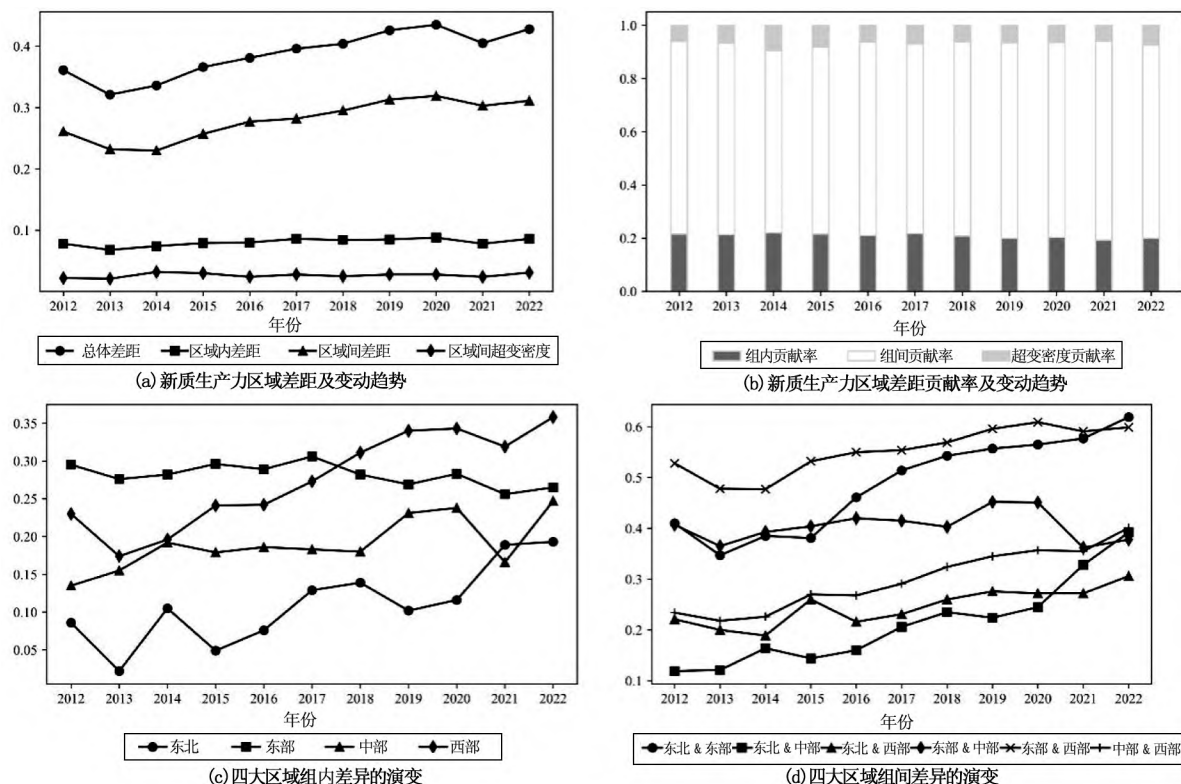 0.4
0.3
0.2
0.1
2012 2013 2014 2015 2016 2017 2018 2019 2020 2021 2022
年份
总体差距 区域内差距 区域间差距 区域间超变密度
(a) 新质生产力区域差距及变动趋势
1.0
0.8
0.6
0.4
0.2
0.0
2012 2013 2014 2015 2016 2017 2018 2019 2020 2021 2022
年份
组内贡献率 组间贡献率 超变密度贡献率
(b) 新质生产力区域差距贡献率及变动趋势
0.35
0.30
0.25
0.20
0.15
0.10
0.05
2012 2013 2014 2015 2016 2017 2018 2019 2020 2021 2022
年份
东北 东部 中部 西部
(c) 四大区域组内差异的演变
0.6
0.5
0.4
0.3
0.2
0.1
2012 2013 2014 2015 2016 2017 2018 2019 2020 2021 2022
年份
东北 & 东部 东北 & 中部 东北 & 西部 东部 & 中部 东部 & 西部 中部 & 西部
(d) 四大区域组间差异的演变